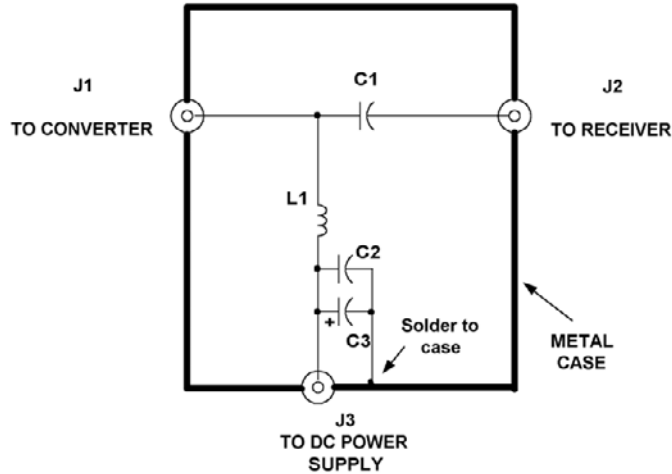 C1
J1
J2
TO CONVERTER
TO RECEIVER
L1
C2
+
C3
Solder to
case
METAL
CASE
J3
TO DC POWER
SUPPLY